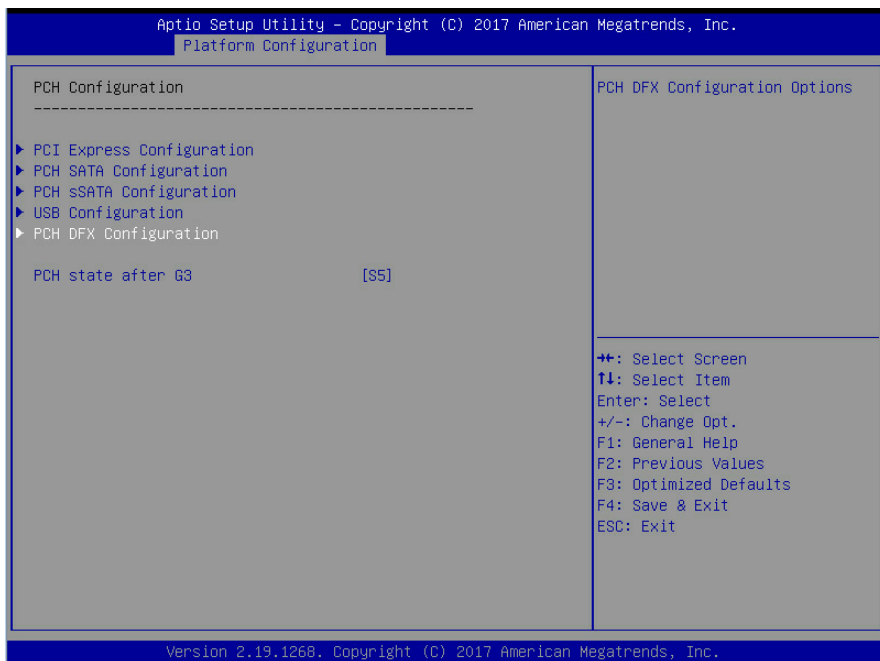 Aptio Setup Utility – Copyright (C) 2017 American Megatrends, Inc.
Platform Configuration
PCH Configuration
--------------------------------------------------
PCI Express Configuration
PCH SATA Configuration
PCH sSATA Configuration
USB Configuration
PCH DFX Configuration
PCH state after G3 [S5]
PCH DFX Configuration Options
→←: Select Screen
↑↓: Select Item
Enter: Select
+/-: Change Opt.
F1: General Help
F2: Previous Values
F3: Optimized Defaults
F4: Save & Exit
ESC: Exit
Version 2.19.1268. Copyright (C) 2017 American Megatrends, Inc.